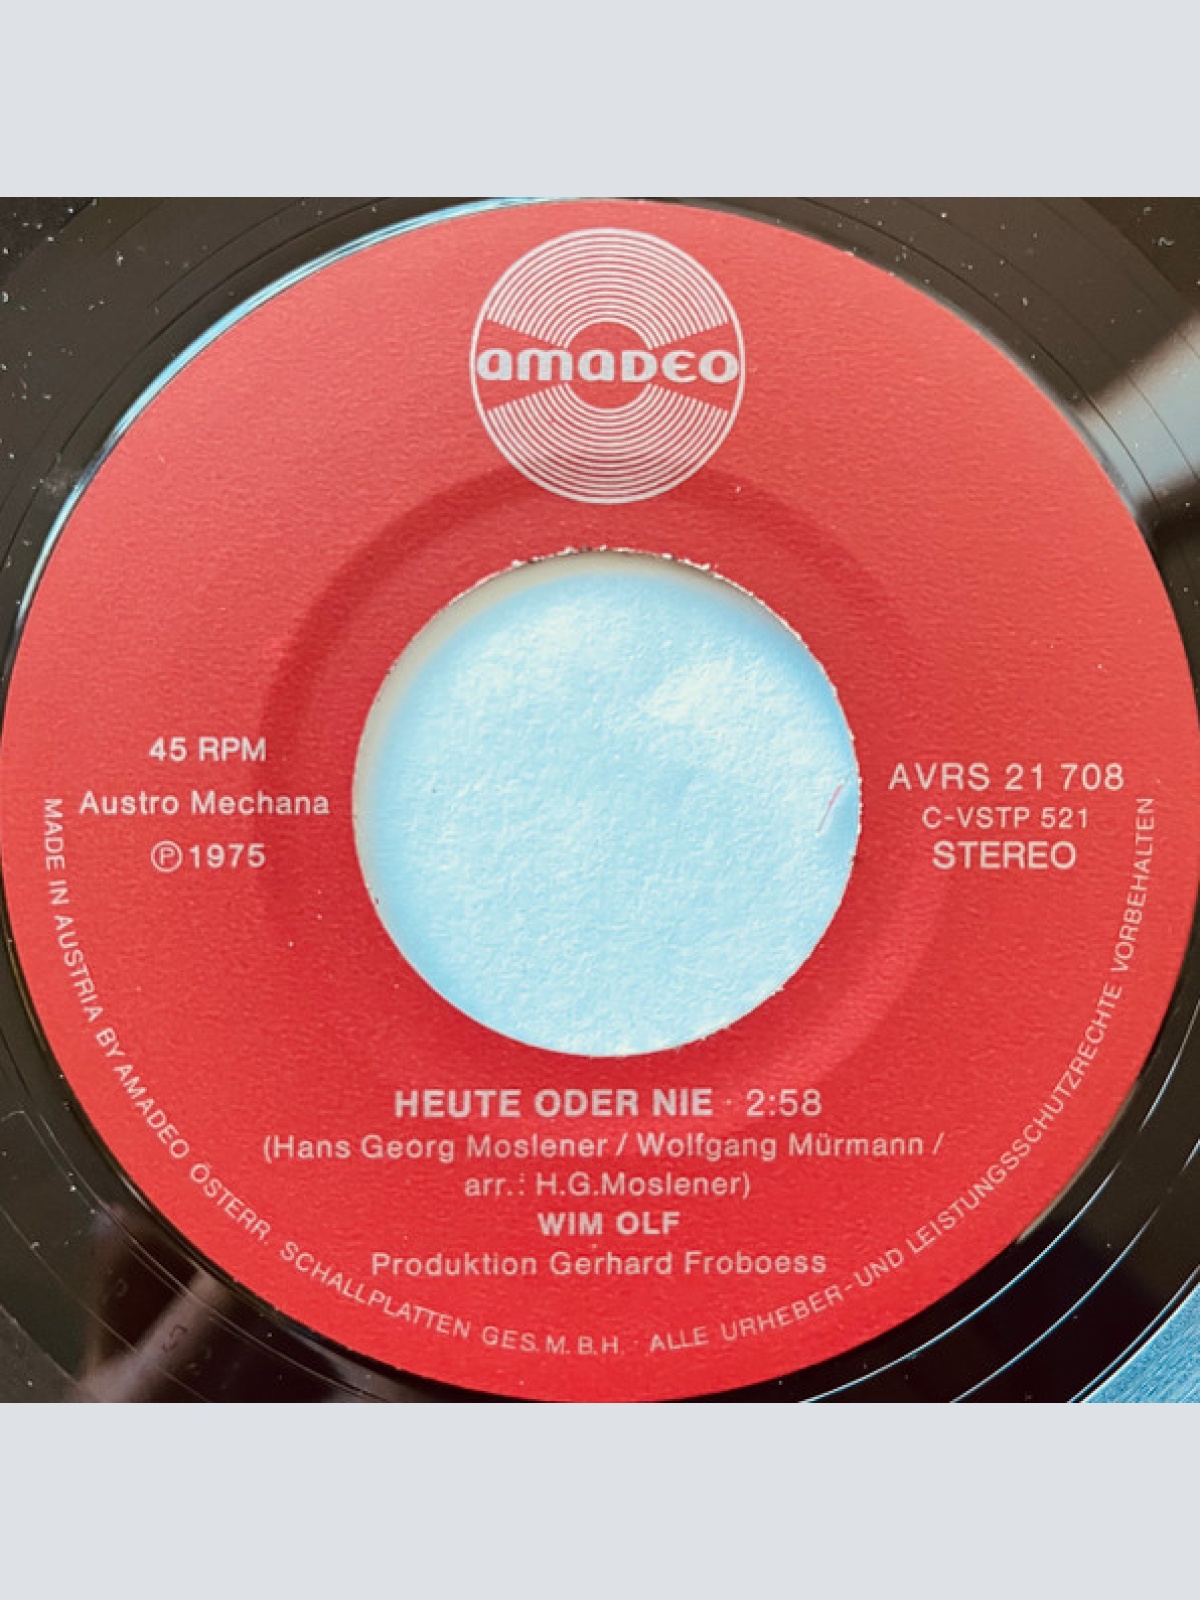 amaDEO
45 RPM
Austro Mechana
Ⓟ 1975
AVRS 21 708
C-VSTP 521
STEREO
HEUTE ODER NIE · 2:58
(Hans Georg Moslener / Wolfgang Mürmann /
arr.: H.G.Moslener)
WIM OLF
Produktion Gerhard Froboess
MADE IN AUSTRIA BY AMADEO ÖSTERR. SCHALLPLATTEN GES.M.B.H. · ALLE URHEBER-UND LEISTUNGSSCHUTZRECHTE VORBEHALTEN